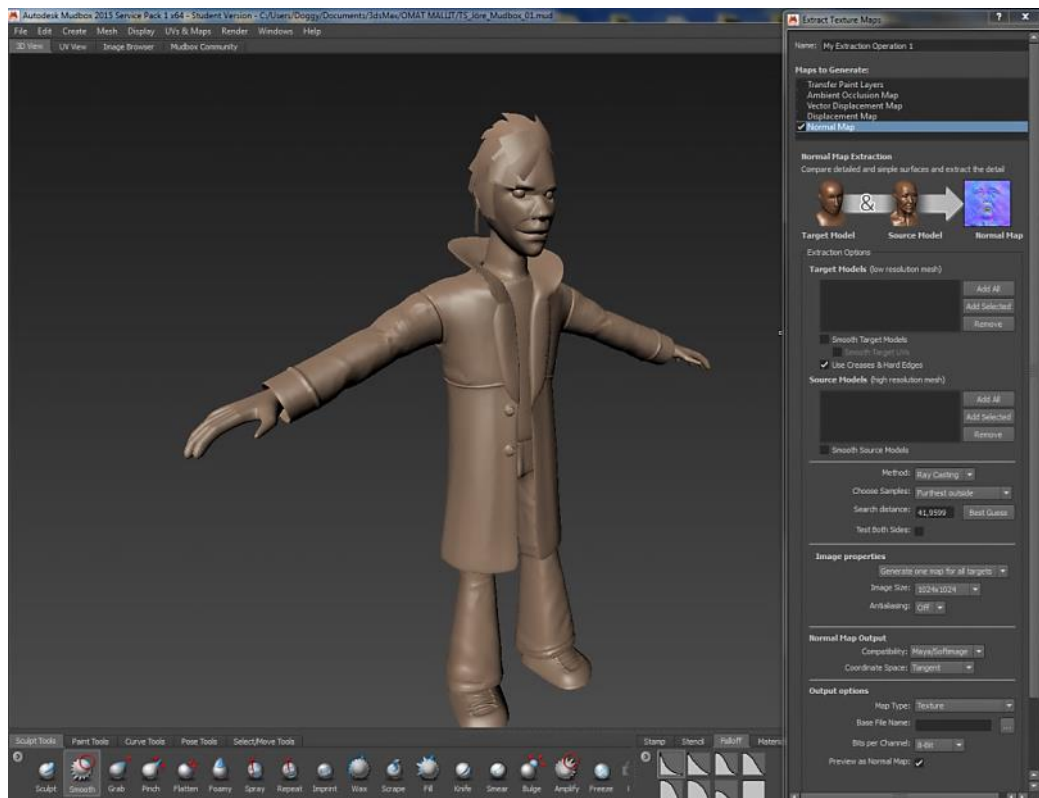 Autodesk Mudbox 2015 Service Pack 1 x64 - Student Version - C:/Users/Doggy/Documents/3dsMax/OMAT MALLIT/TS_Jore_Mudbox_01.mud
File Edit Create Mesh Display UVs & Maps Render Windows Help
3D View UV View Image Browser Mudbox Community
Extract Texture Maps
Name: My Extraction Operation 1
Maps to Generate:
Transfer Paint Layers
Ambient Occlusion Map
Vector Displacement Map
Displacement Map
Normal Map
Normal Map Extraction
Compare detailed and simple surfaces and extract the detail
&
Target Model Source Model Normal Map
Extraction Options
Target Models (low resolution mesh)
Add All
Add Selected
Remove
Smooth Target Models
Smooth Target UVs
Use Creases & Hard Edges
Source Models (high resolution mesh)
Add All
Add Selected
Remove
Smooth Source Models
Method: Ray Casting
Choose Samples: Furthest outside
Search distance: 41,9599 Best Guess
Test Both Sides:
Image properties
Generate one map for all targets
Image Size: 1024x1024
Antialiasing: Off
Normal Map Output
Compatibility: Maya/Softimage
Coordinate Space: Tangent
Output options
Map Type: Texture
Base File Name: ...
Bits per Channel: 8-Bit
Preview as Normal Map:
Sculpt Tools Paint Tools Curve Tools Pose Tools Select/Move Tools
Sculpt Smooth Grab Pinch Flatten Foamy Spray Repeat Imprint Wax Scrape Fill Knife Smear Bulge Amplify Freeze
Stamp Stencil Falloff